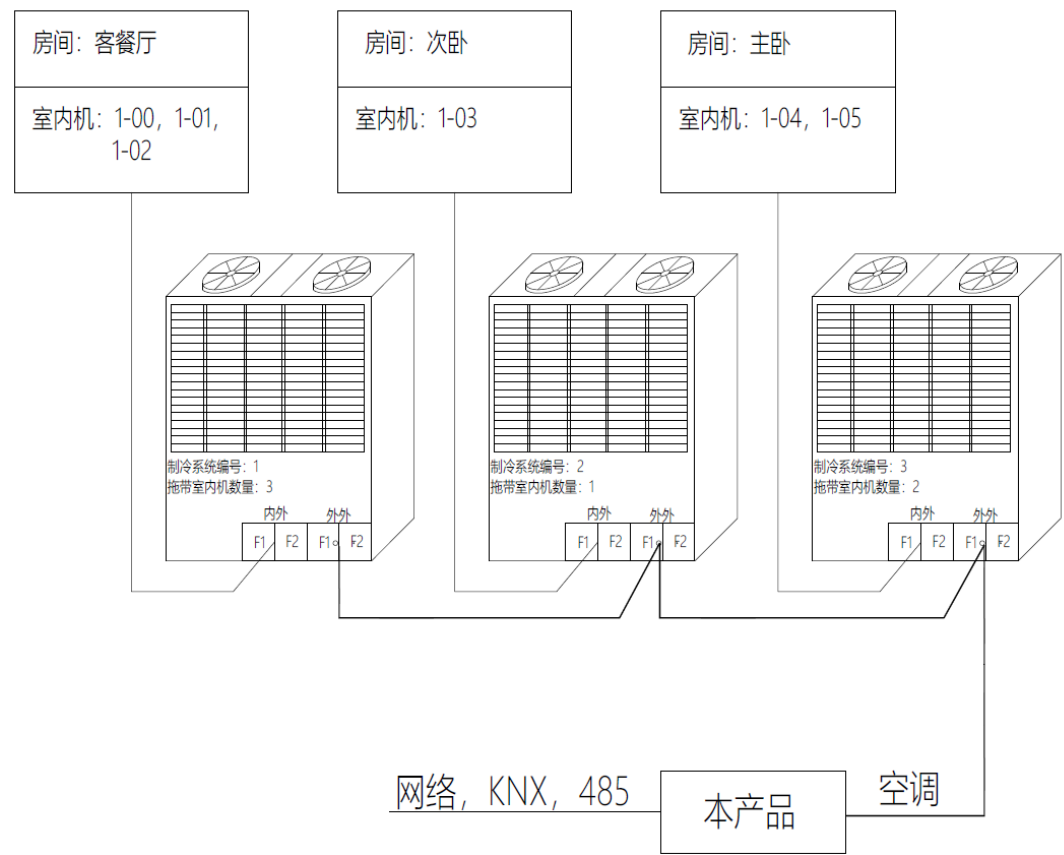 房间：客餐厅
室内机：1-00，1-01，
1-02
房间：次卧
室内机：1-03
房间：主卧
室内机：1-04，1-05
制冷系统编号：1
拖带室内机数量：3
内外 外外
F1 F2 F1 F2
制冷系统编号：2
拖带室内机数量：1
内外 外外
F1 F2 F1 F2
制冷系统编号：3
拖带室内机数量：2
内外 外外
F1 F2 F1 F2
网络，KNX，485
本产品
空调